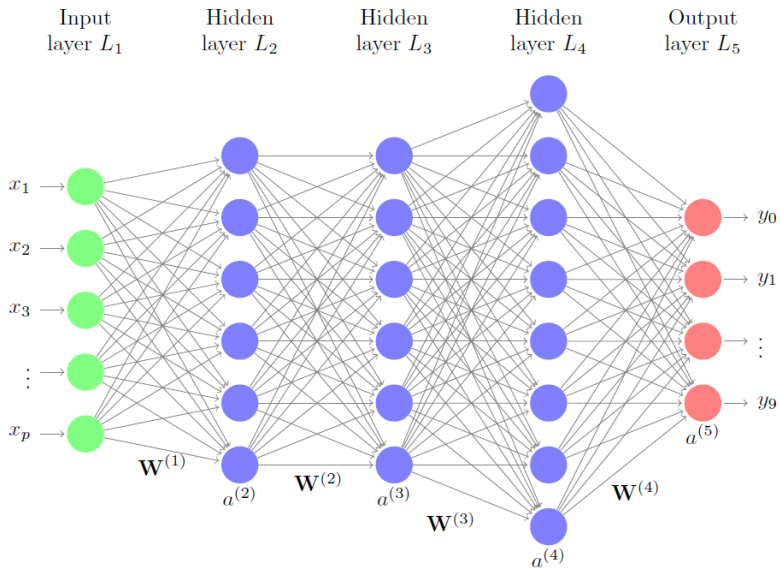 Input
layer L₁
Hidden
layer L₂
Hidden
layer L₃
Hidden
layer L₄
Output
layer L₅
x₁
x₂
x₃
⋮
xₚ
W⁽¹⁾
a⁽²⁾
W⁽²⁾
a⁽³⁾
W⁽³⁾
a⁽⁴⁾
W⁽⁴⁾
a⁽⁵⁾
y₀
y₁
⋮
y₉